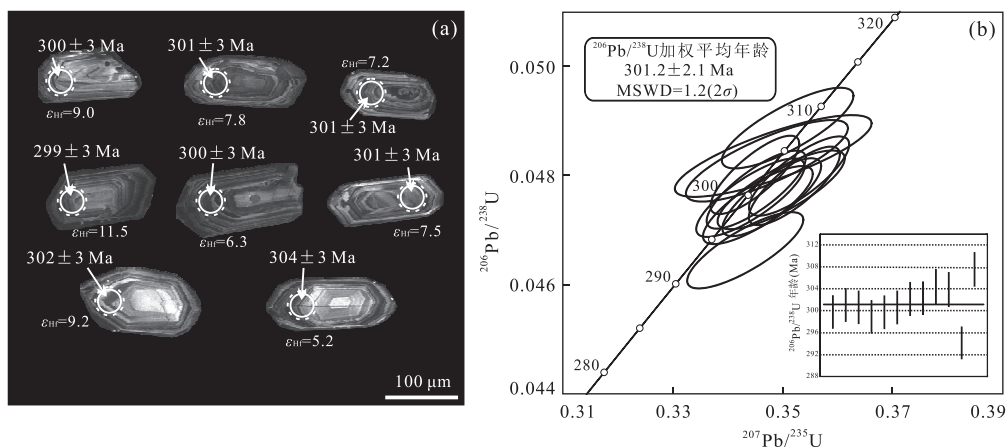 (a)
300±3 Ma
301±3 Ma
εHf=7.2
εHf=9.0
εHf=7.8
301±3 Ma
299±3 Ma
300±3 Ma
301±3 Ma
εHf=11.5
εHf=6.3
εHf=7.5
302±3 Ma
304±3 Ma
εHf=9.2
εHf=5.2
100 μm
(b)
²⁰⁶Pb/²³⁸U加权平均年龄
301.2±2.1 Ma
MSWD=1.2(2σ)
320
310
300
290
280
0.050
0.048
0.046
0.044
²⁰⁶Pb/²³⁸U
0.31
0.33
0.35
0.37
0.39
²⁰⁷Pb/²³⁵U
²⁰⁶Pb/²³⁸U 年龄(Ma)
312
308
304
300
296
292
288